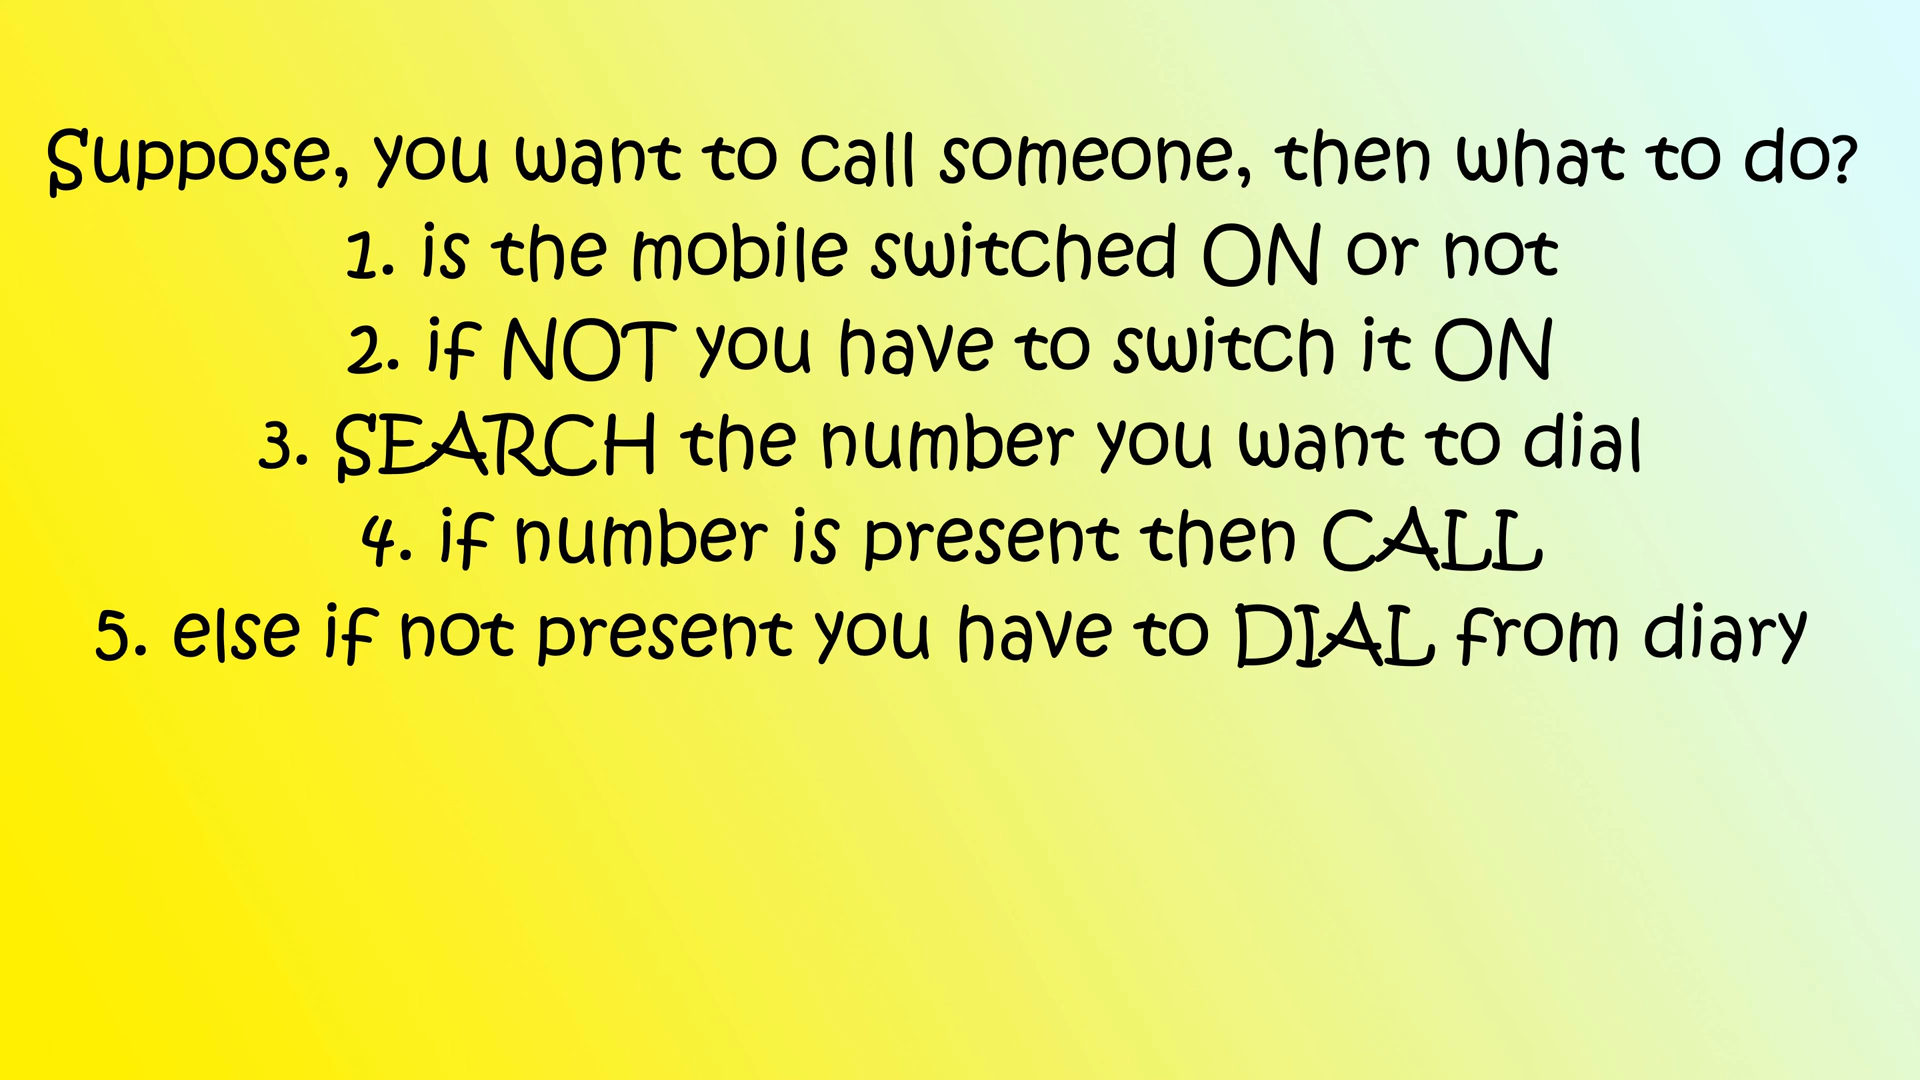 Suppose, you want to call someone, then what to do?
1. is the mobile switched ON or not
2. if NOT you have to switch it ON
3. SEARCH the number you want to dial
4. if number is present then CALL
5. else if not present you have to DIAL from diary